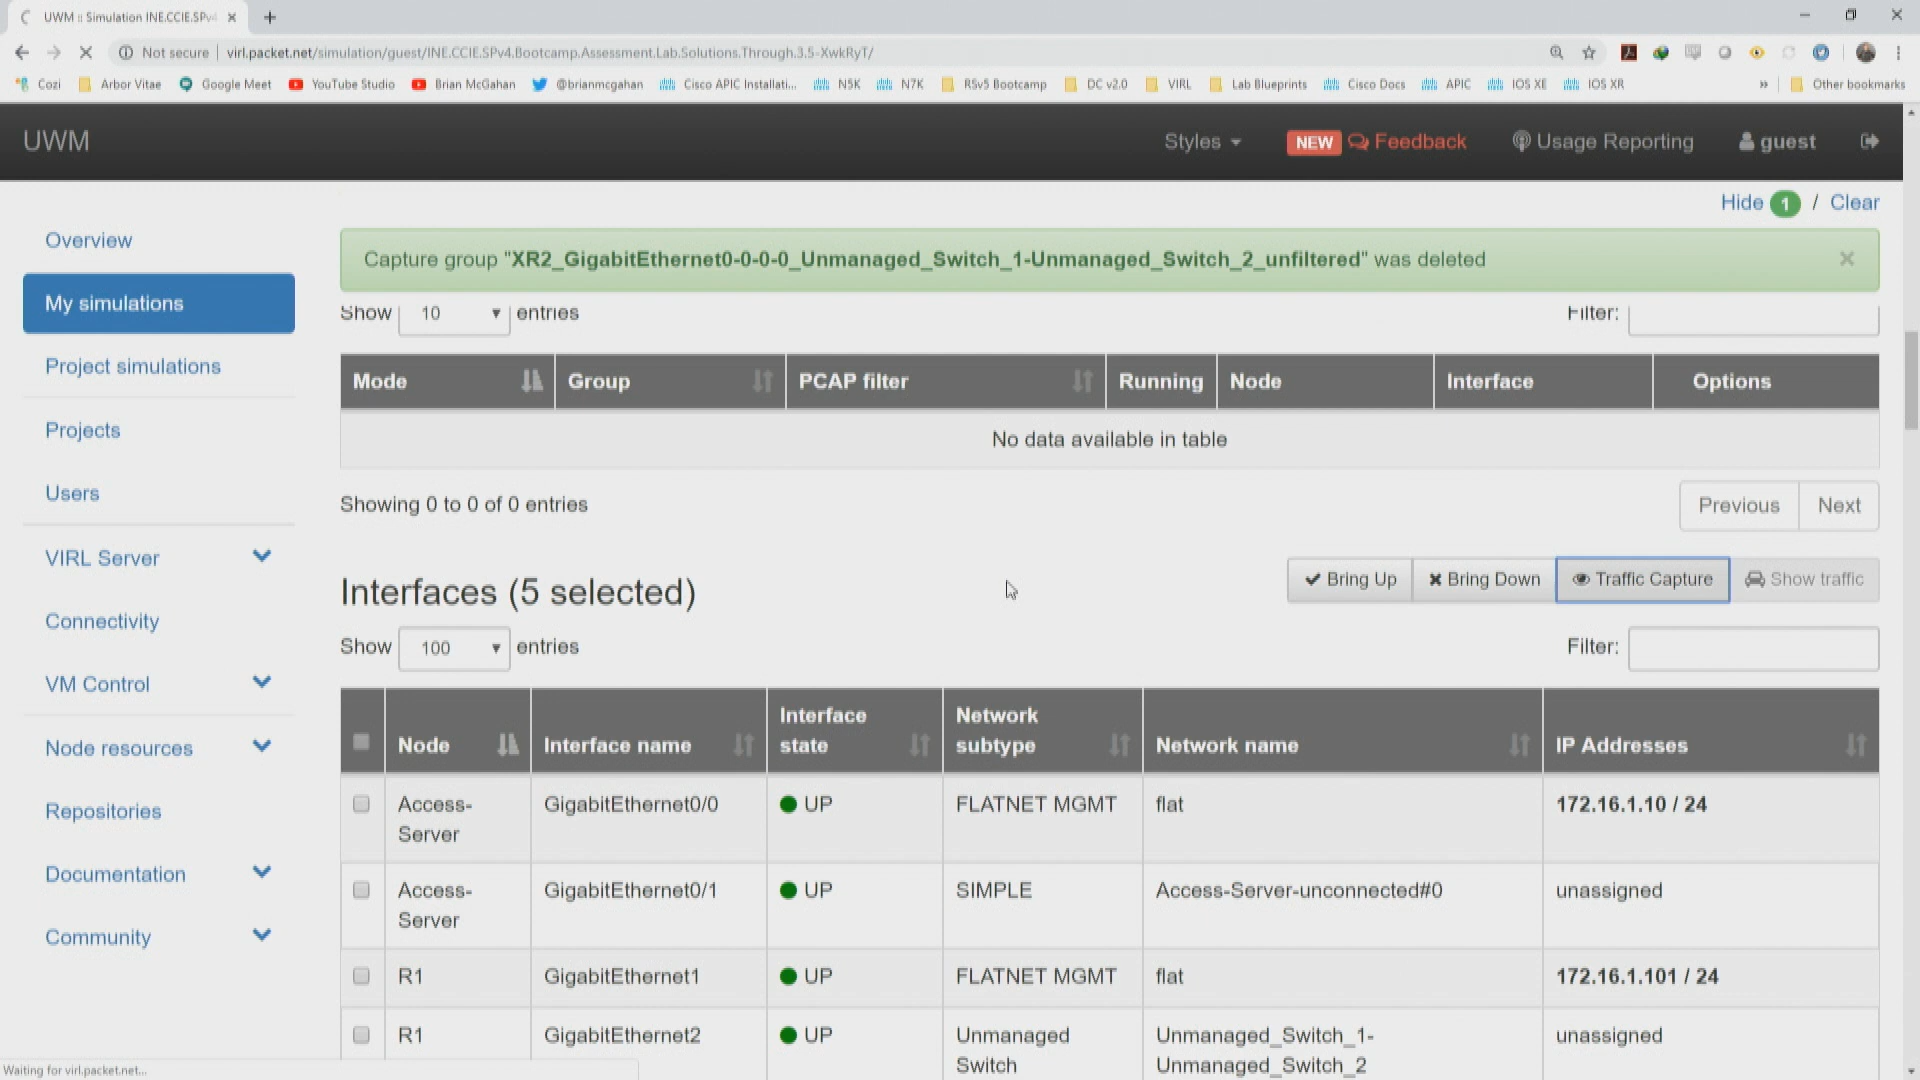 UWM :: Simulation INE.CCIE.SPv4
Not secure | virl.packet.net/simulation/guest/INE.CCIE.SPv4.Bootcamp.Assessment.Lab.Solutions.Through.3.5-XwkRyT/
Cozi Arbor Vitae Google Meet YouTube Studio Brian McGahan @brianmcgahan Cisco APIC Installati... N5K N7K RSv5 Bootcamp DC v2.0 VIRL Lab Blueprints Cisco Docs APIC IOS XE IOS XR » Other bookmarks
UWM Styles NEW Feedback Usage Reporting guest
Hide 1 / Clear
Overview
My simulations
Project simulations
Projects
Users
VIRL Server
Connectivity
VM Control
Node resources
Repositories
Documentation
Community
Capture group "XR2_GigabitEthernet0-0-0-0_Unmanaged_Switch_1-Unmanaged_Switch_2_unfiltered" was deleted ×
Show 10 entries Filter:
Mode Group PCAP filter Running Node Interface Options
No data available in table
Showing 0 to 0 of 0 entries Previous Next
Interfaces (5 selected) Bring Up Bring Down Traffic Capture Show traffic
Show 100 entries Filter:
Node Interface name Interface state Network subtype Network name IP Addresses
Access-Server GigabitEthernet0/0 UP FLATNET MGMT flat 172.16.1.10 / 24
Access-Server GigabitEthernet0/1 UP SIMPLE Access-Server-unconnected#0 unassigned
R1 GigabitEthernet1 UP FLATNET MGMT flat 172.16.1.101 / 24
R1 GigabitEthernet2 UP Unmanaged Switch Unmanaged_Switch_1-Unmanaged_Switch_2 unassigned
Waiting for virl.packet.net...